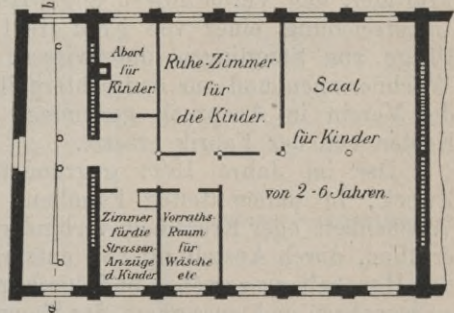 b
Abort
für
Kinder.
Ruhe-Zimmer
für
die Kinder.
Saal
für Kinder
von 2-6 Jahren.
Zimmer
für die
Strassen-
Anzüge
d. Kinder
Vorraths-
Raum
für
Wäsche
etc
a